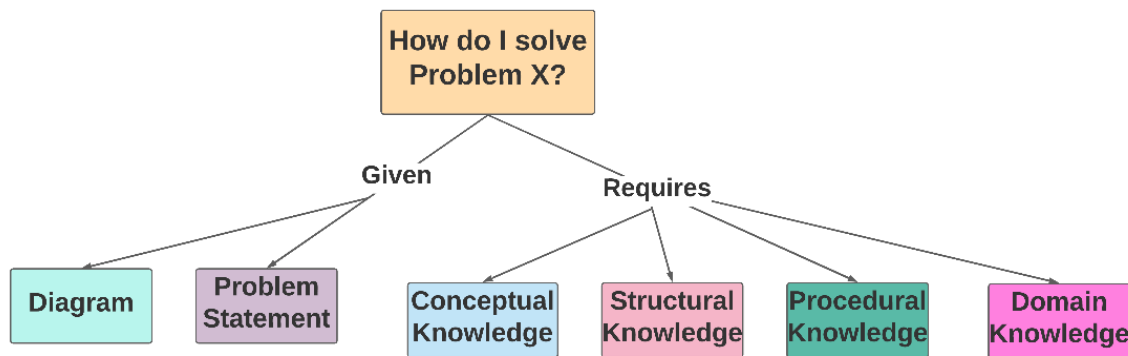 How do I solve
Problem X?
Given
Requires
Diagram
Problem
Statement
Conceptual
Knowledge
Structural
Knowledge
Procedural
Knowledge
Domain
Knowledge